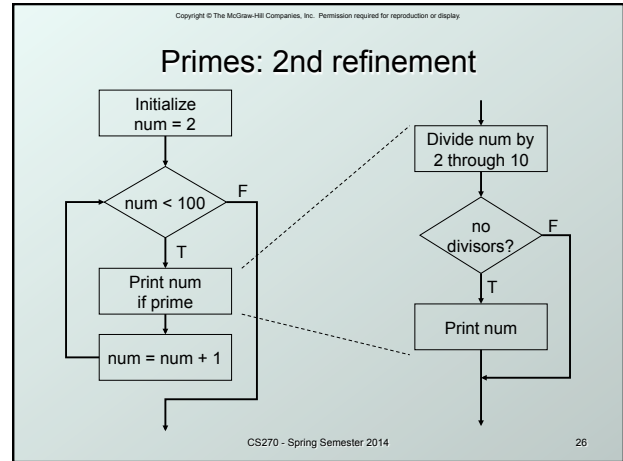 Copyright © The McGraw-Hill Companies, Inc. Permission required for reproduction or display.
Primes: 2nd refinement
Initialize
num = 2
num < 100
F
T
Print num
if prime
num = num + 1
Divide num by
2 through 10
no
divisors?
F
T
Print num
CS270 - Spring Semester 2014
26